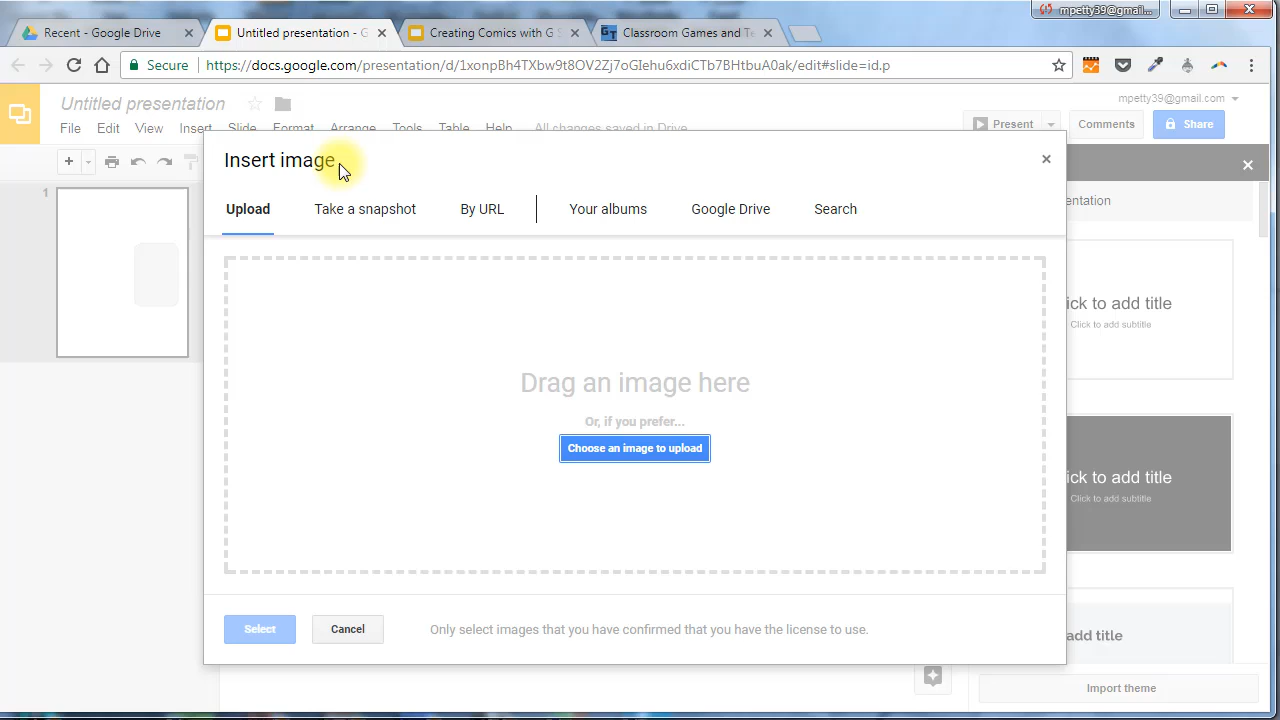 mpetty39@gmail...
Recent - Google Drive
Untitled presentation - G
Creating Comics with G S
GT Classroom Games and Te
Secure https://docs.google.com/presentation/d/1xonpBh4TXbw9t8OV2Zj7oGIehu6xdiCTb7BHtbuA0ak/edit#slide=id.p
Untitled presentation
mpetty39@gmail.com
File Edit View Insert Slide Format Arrange Tools Table Help All changes saved in Drive
Present Comments Share
Insert image
Upload Take a snapshot By URL Your albums Google Drive Search
1
entation
Drag an image here
Or, if you prefer...
Choose an image to upload
ick to add title
Click to add subtitle
ick to add title
Click to add subtitle
add title
Select Cancel Only select images that you have confirmed that you have the license to use.
Import theme